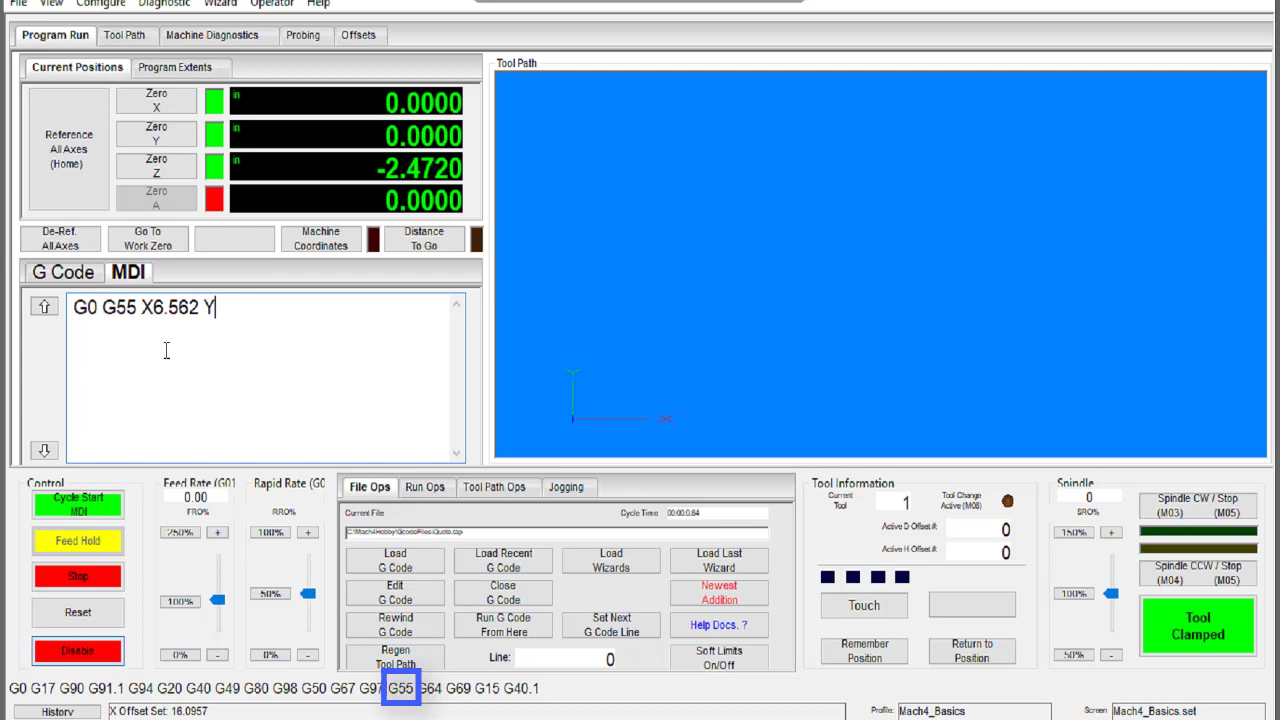 File View Configure Diagnostic Wizard Operator Help
Program Run Tool Path Machine Diagnostics Probing Offsets
Current Positions Program Extents
Tool Path
Reference
All Axes
(Home)
Zero
X
in
0.0000
Zero
Y
in
0.0000
Zero
Z
in
-2.4720
Zero
A
0.0000
De-Ref.
All Axes
Go To
Work Zero
Machine
Coordinates
Distance
To Go
G Code MDI
G0 G55 X6.562 Y
Y
X
Control
Cycle Start
MDI
Feed Hold
Stop
Reset
Disable
Feed Rate (G01
0.00
FRO%
250% +
100%
0% -
Rapid Rate (G0
RRO%
100% +
50%
0% -
File Ops Run Ops Tool Path Ops Jogging
Current File Cycle Time 00:00:0.64
C:\Mach4Hobby\GcodeFiles\Quote.tap
Load
G Code
Load Recent
G Code
Load
Wizards
Load Last
Wizard
Edit
G Code
Close
G Code
Newest
Addition
Rewind
G Code
Run G Code
From Here
Set Next
G Code Line
Help Docs. ?
Regen
Tool Path
Line: 0
Soft Limits
On/Off
Tool Information
Current
Tool
1
Tool Change
Active (M06)
Active D Offset# 0
Active H Offset# 0
Touch
Remember
Position
Return to
Position
Spindle
0
SRO%
150% +
100%
50% -
Spindle CW / Stop
(M03) (M05)
Spindle CCW / Stop
(M04) (M05)
Tool
Clamped
G0 G17 G90 G91.1 G94 G20 G40 G49 G80 G98 G50 G67 G97 G55 G64 G69 G15 G40.1
History X Offset Set: 16.0957 Profile: Mach4_Basics Screen: Mach4_Basics.set